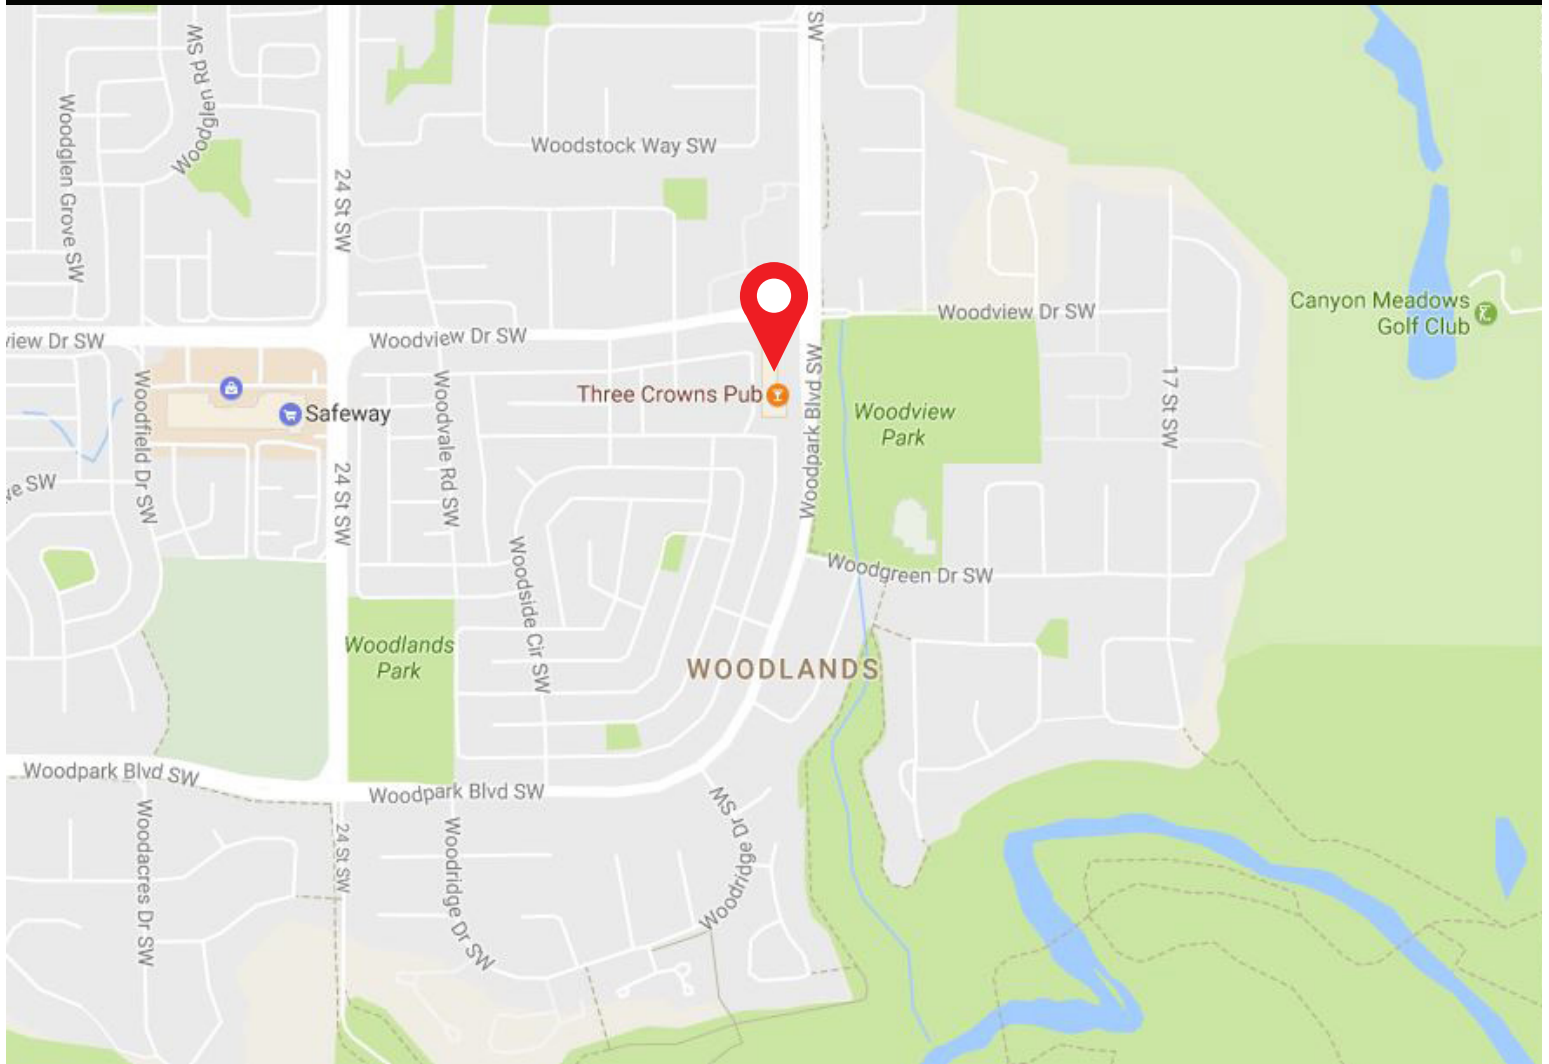 SW
Woodglen Rd SW
Woodglen Grove SW
Woodstock Way SW
24 St SW
Canyon Meadows
Golf Club
Woodview Dr SW
Woodview Dr SW
view Dr SW
Three Crowns Pub
Safeway
Woodpark Blvd SW
Woodview
Park
17 St SW
Woodfield Dr SW
Woodvale Rd SW
24 St SW
ve SW
Woodside Cir SW
Woodgreen Dr SW
Woodlands
Park
WOODLANDS
Woodpark Blvd SW
Woodpark Blvd SW
Woodacres Dr SW
24 St SW
Woodridge Dr SW
Woodridge Dr SW